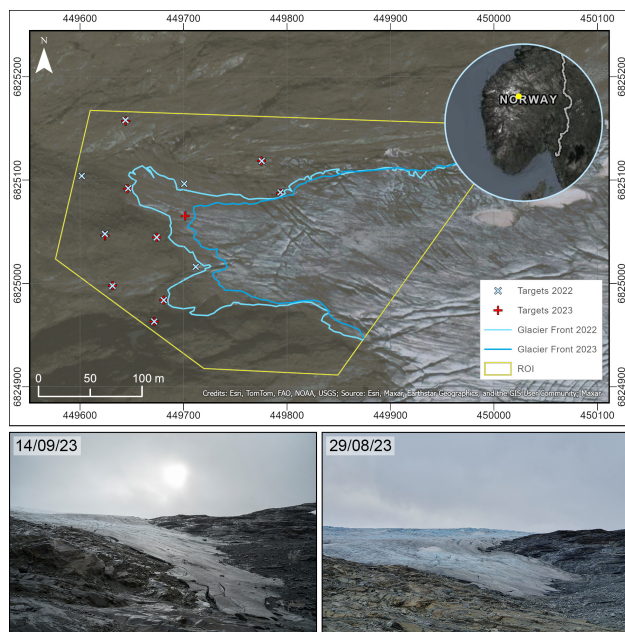 449600 449700 449800 449900 450000 450100
N
6825200
6825200
NORWAY
6825100
6825100
6825000
6825000
6824900
6824900
Targets 2022
Targets 2023
Glacier Front 2022
Glacier Front 2023
ROI
0 50 100 m
Credits: Esri, TomTom, FAO, NOAA, USGS; Source: Esri, Maxar, Earthstar Geographics, and the GIS User Community; Maxar
449600 449700 449800 449900 450000 450100
14/09/23
29/08/23